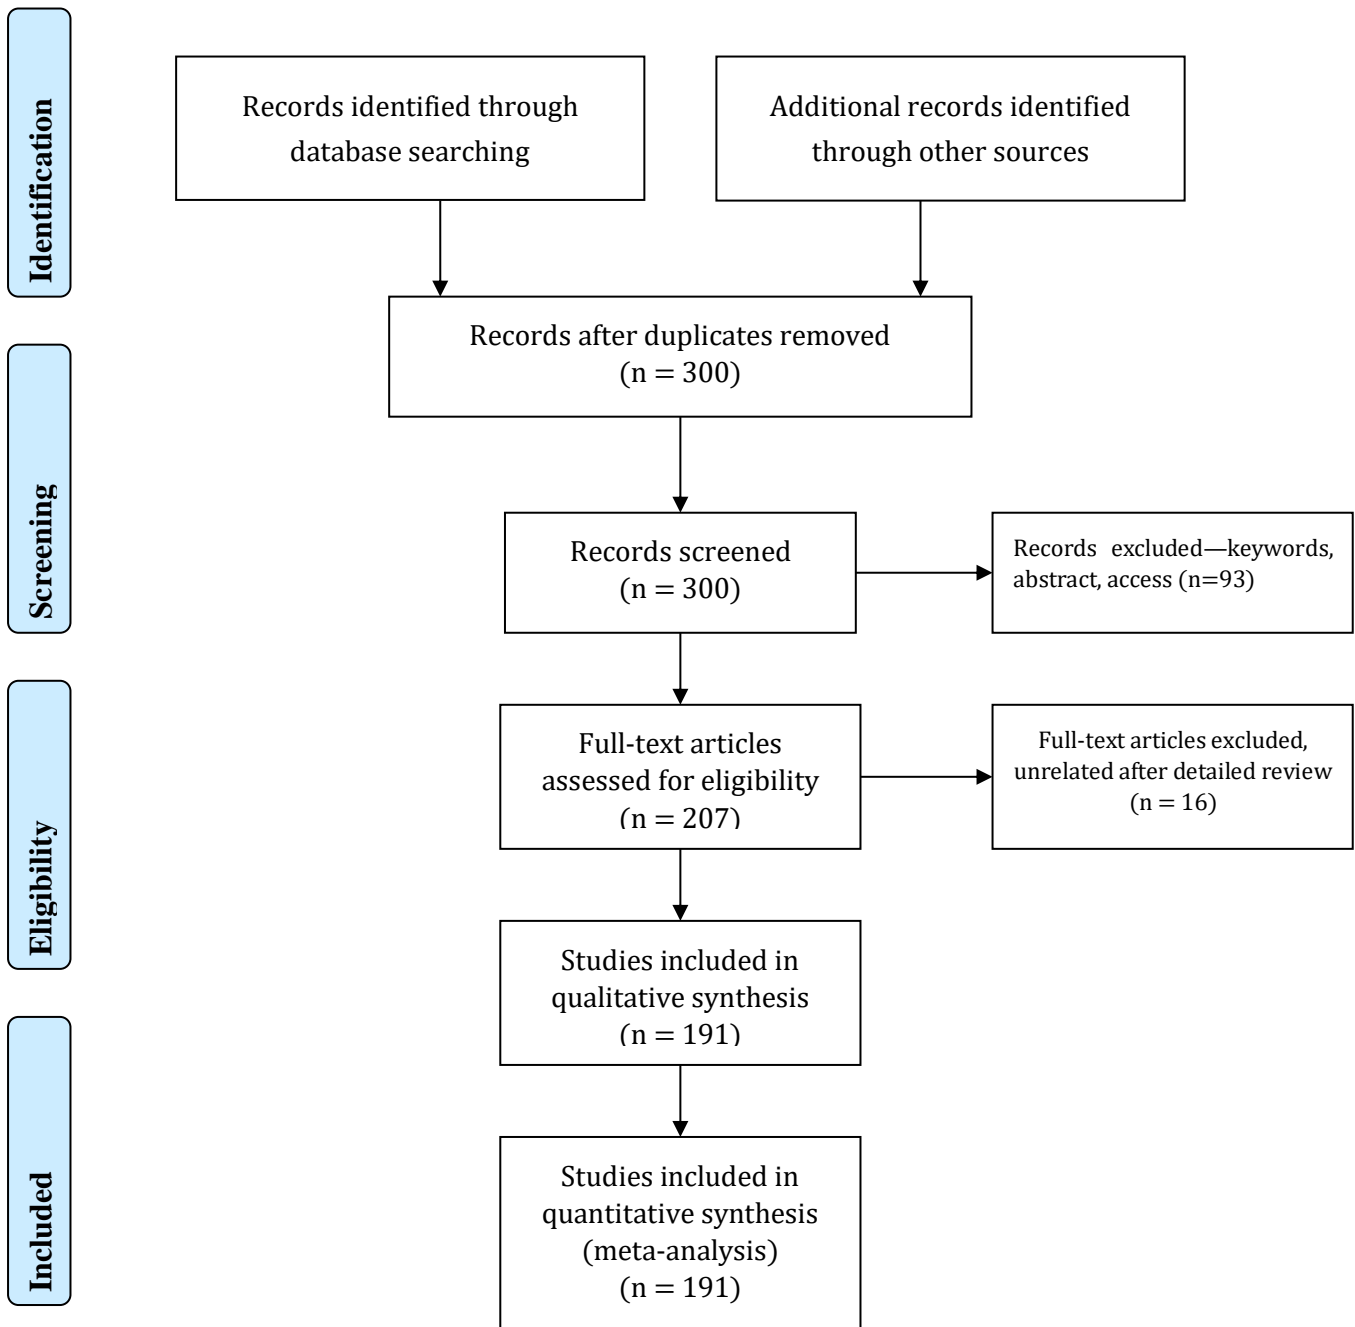 Identification
Records identified through
database searching
Additional records identified
through other sources
Records after duplicates removed
(n = 300)
Screening
Records screened
(n = 300)
Records excluded—keywords,
abstract, access (n=93)
Eligibility
Full-text articles
assessed for eligibility
(n = 207)
Full-text articles excluded,
unrelated after detailed review
(n = 16)
Studies included in
qualitative synthesis
(n = 191)
Included
Studies included in
quantitative synthesis
(meta-analysis)
(n = 191)